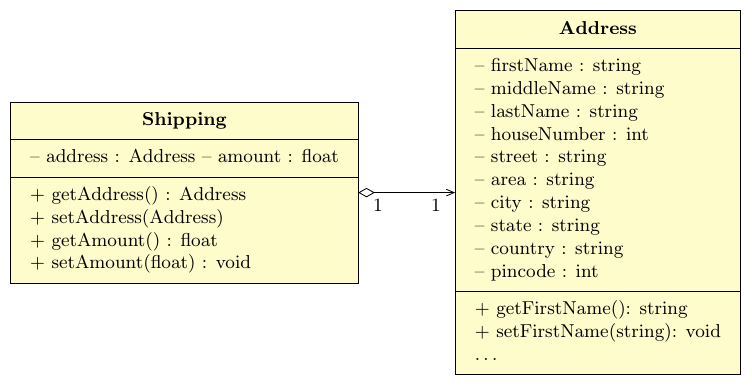 Shipping
– address : Address – amount : float
+ getAddress() : Address
+ setAddress(Address)
+ getAmount() : float
+ setAmount(float) : void
1 1
Address
– firstName : string
– middleName : string
– lastName : string
– houseNumber : int
– street : string
– area : string
– city : string
– state : string
– country : string
– pincode : int
+ getFirstName(): string
+ setFirstName(string): void
...